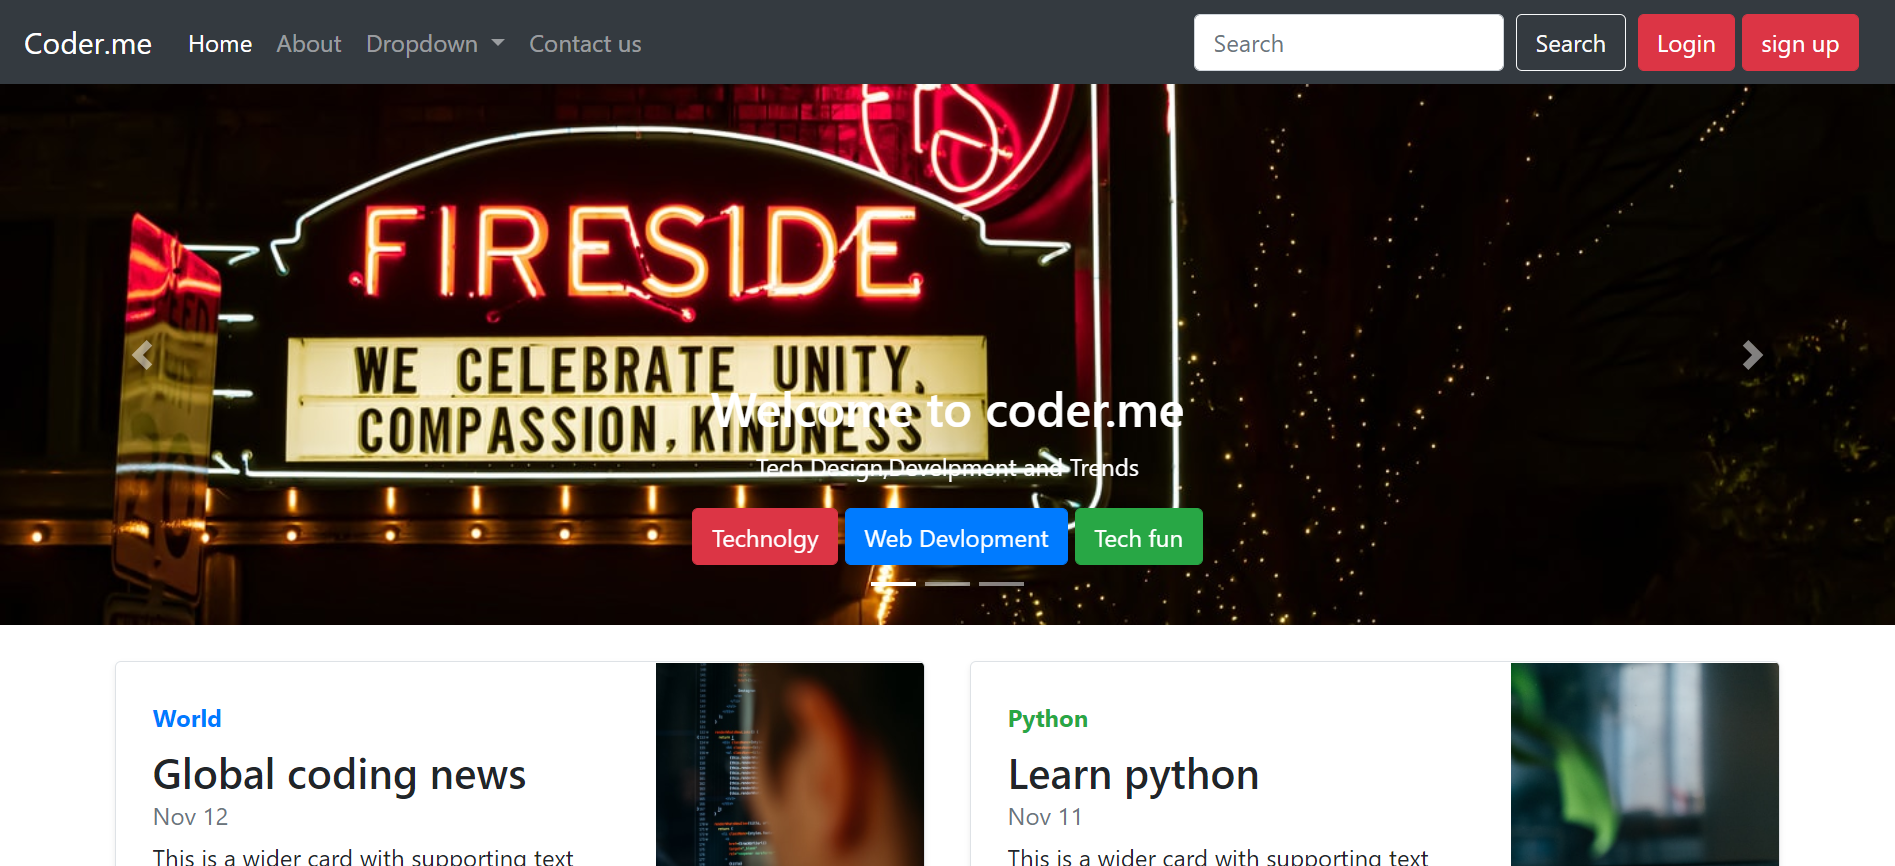 Coder.me Home About Dropdown Contact us Search Search Login sign up
FIRESIDE
WE CELEBRATE UNITY,
COMPASSION, KINDNESS
Welcome to coder.me
Tech Design,Devolpment and Trends
Technolgy Web Devlopment Tech fun
World
Global coding news
Nov 12
This is a wider card with supporting text
Python
Learn python
Nov 11
This is a wider card with supporting text